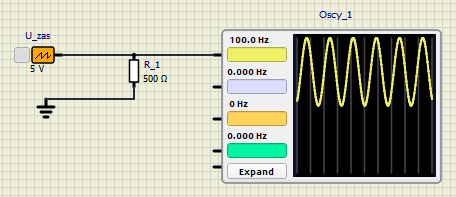 Oscy_1
U_zas
5 V
R_1
500 Ω
100.0 Hz
0.000 Hz
0 Hz
0.000 Hz
Expand